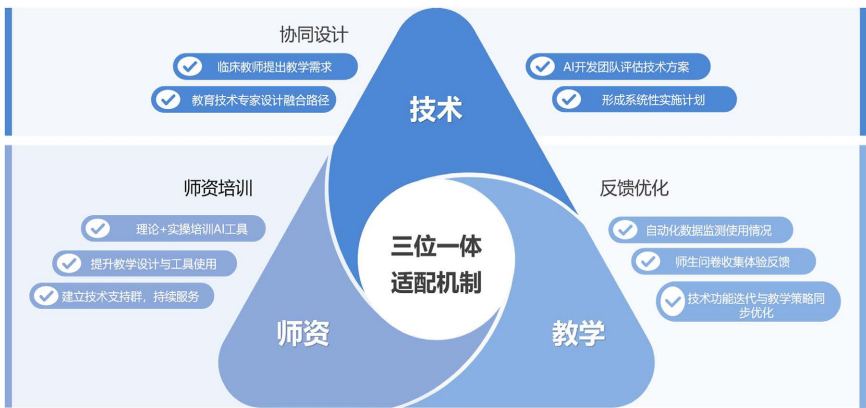 协同设计
临床教师提出教学需求
教育技术专家设计融合路径
AI开发团队评估技术方案
形成系统性实施计划
技术
师资培训
理论+实操培训AI工具
提升教学设计与工具使用
建立技术支持群，持续服务
师资
三位一体
适配机制
反馈优化
自动化数据监测使用情况
师生问卷收集体验反馈
技术功能迭代与教学策略同
步优化
教学